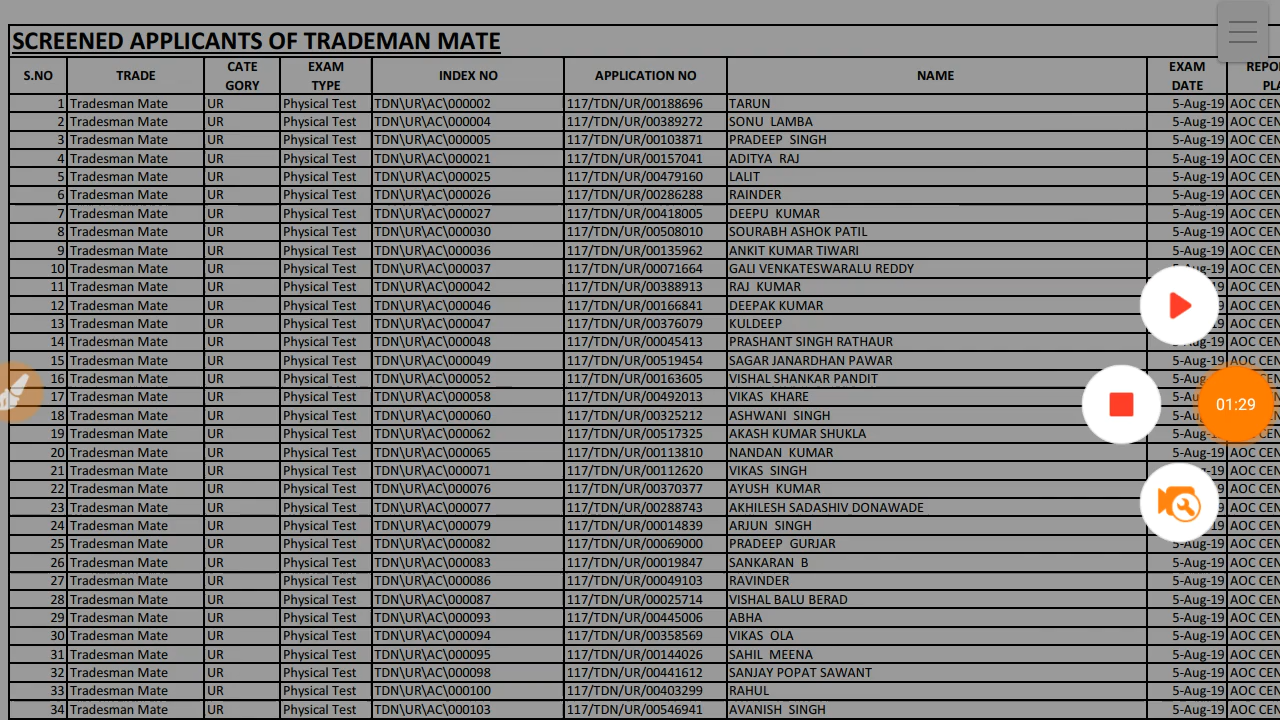 SCREENED APPLICANTS OF TRADEMAN MATE
S.NO TRADE CATE GORY EXAM TYPE INDEX NO APPLICATION NO NAME EXAM DATE
1 Tradesman Mate UR Physical Test TDN\UR\AC\000002 117/TDN/UR/00188696 TARUN 5-Aug-19 AOC CEN
2 Tradesman Mate UR Physical Test TDN\UR\AC\000004 117/TDN/UR/00389272 SONU LAMBA 5-Aug-19 AOC CEN
3 Tradesman Mate UR Physical Test TDN\UR\AC\000005 117/TDN/UR/00103871 PRADEEP SINGH 5-Aug-19 AOC CEN
4 Tradesman Mate UR Physical Test TDN\UR\AC\000021 117/TDN/UR/00157041 ADITYA RAJ 5-Aug-19 AOC CEN
5 Tradesman Mate UR Physical Test TDN\UR\AC\000025 117/TDN/UR/00479160 LALIT 5-Aug-19 AOC CEN
6 Tradesman Mate UR Physical Test TDN\UR\AC\000026 117/TDN/UR/00286288 RAINDER 5-Aug-19 AOC CEN
7 Tradesman Mate UR Physical Test TDN\UR\AC\000027 117/TDN/UR/00418005 DEEPU KUMAR 5-Aug-19 AOC CEN
8 Tradesman Mate UR Physical Test TDN\UR\AC\000030 117/TDN/UR/00508010 SOURABH ASHOK PATIL 5-Aug-19 AOC CEN
9 Tradesman Mate UR Physical Test TDN\UR\AC\000036 117/TDN/UR/00135962 ANKIT KUMAR TIWARI 5-Aug-19 AOC CEN
10 Tradesman Mate UR Physical Test TDN\UR\AC\000037 117/TDN/UR/00071664 GALI VENKATESWARALU REDDY 5-Aug-19 AOC CEN
11 Tradesman Mate UR Physical Test TDN\UR\AC\000042 117/TDN/UR/00388913 RAJ KUMAR AOC CEN
12 Tradesman Mate UR Physical Test TDN\UR\AC\000046 117/TDN/UR/00166841 DEEPAK KUMAR AOC CEN
13 Tradesman Mate UR Physical Test TDN\UR\AC\000047 117/TDN/UR/00376079 KULDEEP AOC CEN
14 Tradesman Mate UR Physical Test TDN\UR\AC\000048 117/TDN/UR/00045413 PRASHANT SINGH RATHAUR 5-Aug-19 AOC CEN
15 Tradesman Mate UR Physical Test TDN\UR\AC\000049 117/TDN/UR/00519454 SAGAR JANARDHAN PAWAR 5-Aug-19 AOC CEN
16 Tradesman Mate UR Physical Test TDN\UR\AC\000052 117/TDN/UR/00163605 VISHAL SHANKAR PANDIT
17 Tradesman Mate UR Physical Test TDN\UR\AC\000058 117/TDN/UR/00492013 VIKAS KHARE
18 Tradesman Mate UR Physical Test TDN\UR\AC\000060 117/TDN/UR/00325212 ASHWANI SINGH
01:29
19 Tradesman Mate UR Physical Test TDN\UR\AC\000062 117/TDN/UR/00517325 AKASH KUMAR SHUKLA
20 Tradesman Mate UR Physical Test TDN\UR\AC\000065 117/TDN/UR/00113810 NANDAN KUMAR 5-Aug-19 AOC CEN
21 Tradesman Mate UR Physical Test TDN\UR\AC\000071 117/TDN/UR/00112620 VIKAS SINGH AOC CEN
22 Tradesman Mate UR Physical Test TDN\UR\AC\000076 117/TDN/UR/00370377 AYUSH KUMAR AOC CEN
23 Tradesman Mate UR Physical Test TDN\UR\AC\000077 117/TDN/UR/00288743 AKHILESH SADASHIV DONAWADE AOC CEN
24 Tradesman Mate UR Physical Test TDN\UR\AC\000079 117/TDN/UR/00014839 ARJUN SINGH AOC CEN
25 Tradesman Mate UR Physical Test TDN\UR\AC\000082 117/TDN/UR/00069000 PRADEEP GURJAR 5-Aug-19 AOC CEN
26 Tradesman Mate UR Physical Test TDN\UR\AC\000083 117/TDN/UR/00019847 SANKARAN B 5-Aug-19 AOC CEN
27 Tradesman Mate UR Physical Test TDN\UR\AC\000086 117/TDN/UR/00049103 RAVINDER 5-Aug-19 AOC CEN
28 Tradesman Mate UR Physical Test TDN\UR\AC\000087 117/TDN/UR/00025714 VISHAL BALU BERAD 5-Aug-19 AOC CEN
29 Tradesman Mate UR Physical Test TDN\UR\AC\000093 117/TDN/UR/00445006 ABHA 5-Aug-19 AOC CEN
30 Tradesman Mate UR Physical Test TDN\UR\AC\000094 117/TDN/UR/00358569 VIKAS OLA 5-Aug-19 AOC CEN
31 Tradesman Mate UR Physical Test TDN\UR\AC\000095 117/TDN/UR/00144026 SAHIL MEENA 5-Aug-19 AOC CEN
32 Tradesman Mate UR Physical Test TDN\UR\AC\000098 117/TDN/UR/00441612 SANJAY POPAT SAWANT 5-Aug-19 AOC CEN
33 Tradesman Mate UR Physical Test TDN\UR\AC\000100 117/TDN/UR/00403299 RAHUL 5-Aug-19 AOC CEN
34 Tradesman Mate UR Physical Test TDN\UR\AC\000103 117/TDN/UR/00546941 AVANISH SINGH 5-Aug-19 AOC CEN